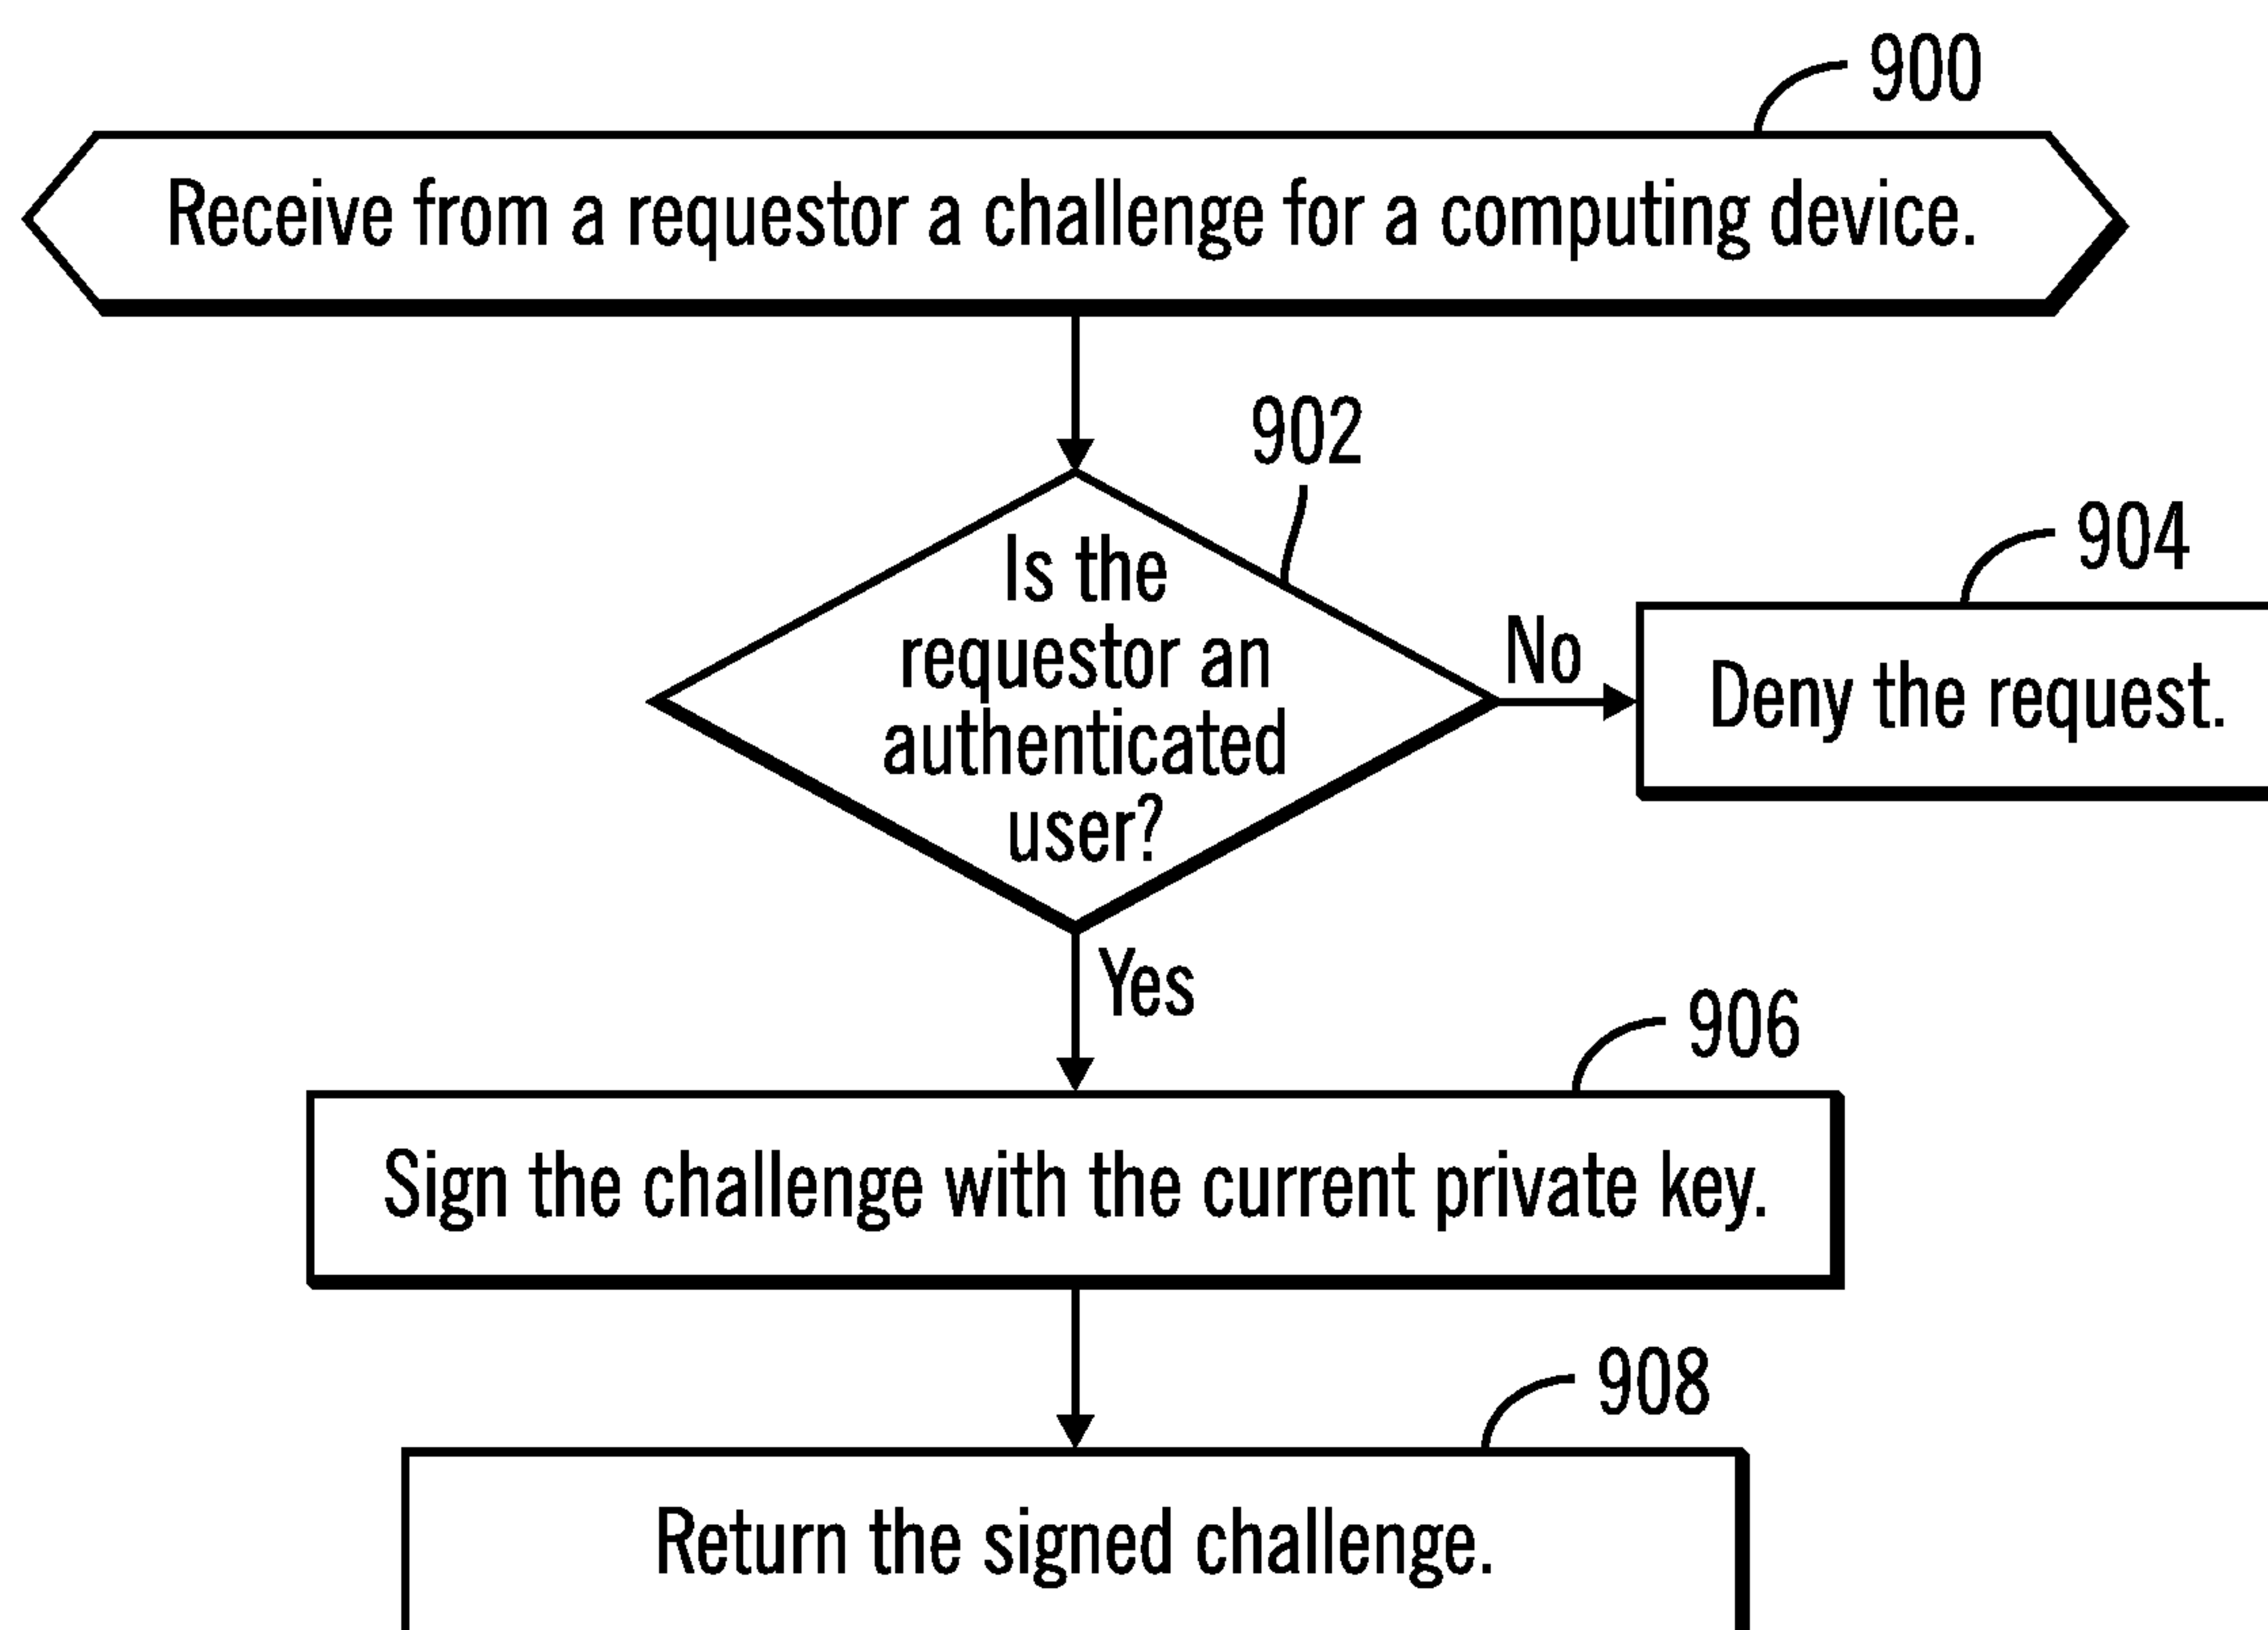 900
Receive from a requestor a challenge for a computing device.
902
Is the
requestor an
authenticated
user?
No
904
Deny the request.
Yes
906
Sign the challenge with the current private key.
908
Return the signed challenge.